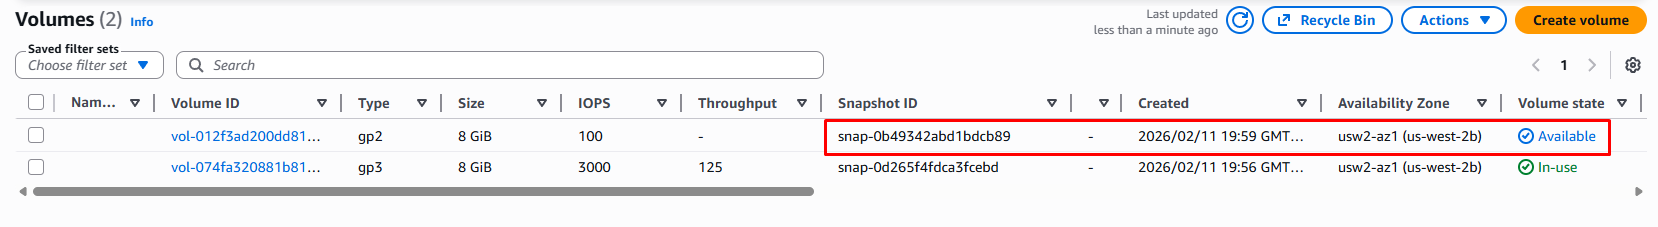 Volumes (2) Info
Last updated
less than a minute ago
Recycle Bin
Actions
Create volume
Saved filter sets
Choose filter set
Search
1
Nam... Volume ID Type Size IOPS Throughput Snapshot ID Created Availability Zone Volume state
vol-012f3ad200dd81... gp2 8 GiB 100 - snap-0b49342abd1bdcb89 - 2026/02/11 19:59 GMT... usw2-az1 (us-west-2b) Available
vol-074fa320881b81... gp3 8 GiB 3000 125 snap-0d265f4fdca3fcebd - 2026/02/11 19:56 GMT... usw2-az1 (us-west-2b) In-use